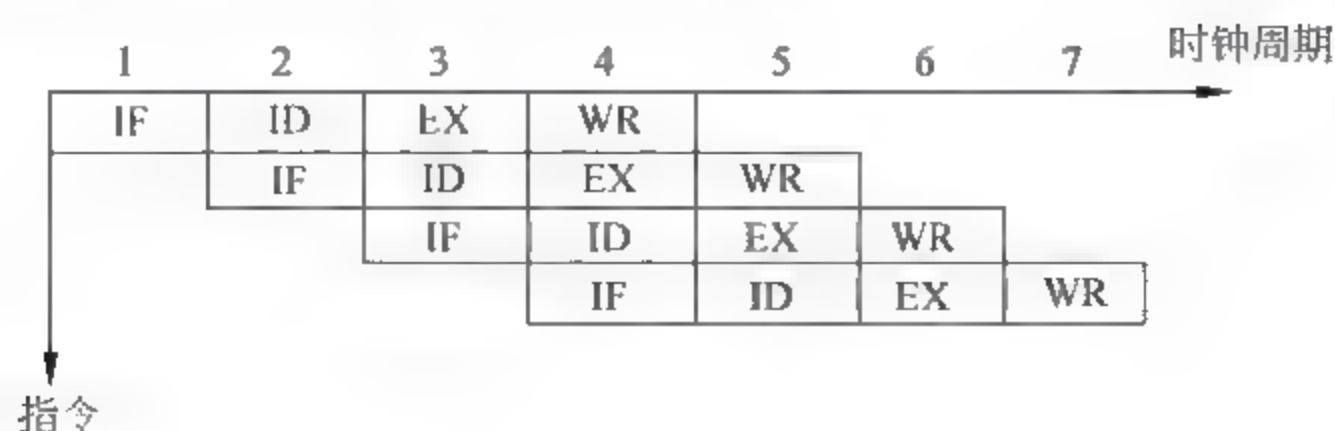 时钟周期
1 2 3 4 5 6 7
IF ID EX WR
IF ID EX WR
IF ID EX WR
IF ID EX WR
指令